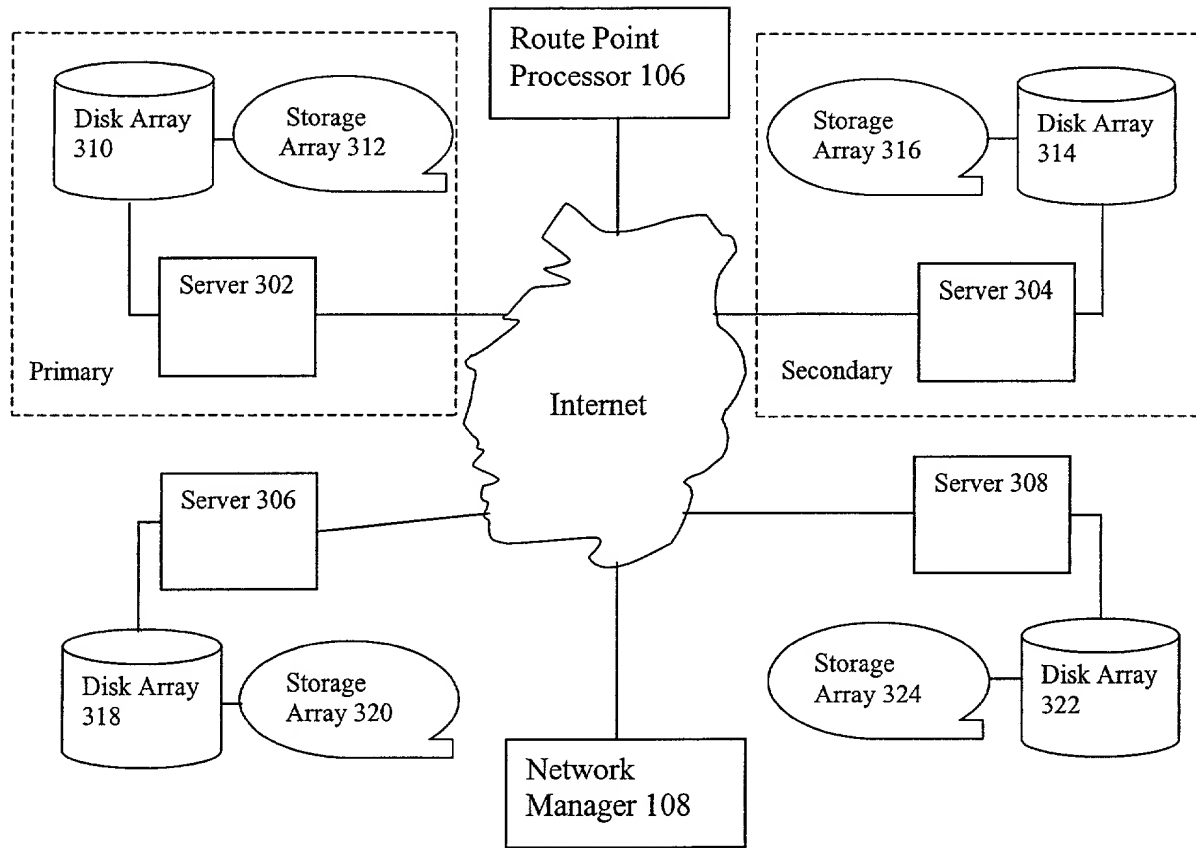 Route Point
Processor 106
Disk Array
310
Storage
Array 312
Storage
Array 316
Disk Array
314
Server 302
Server 304
Primary
Secondary
Internet
Server 306
Server 308
Disk Array
318
Storage
Array 320
Storage
Array 324
Disk Array
322
Network
Manager 108